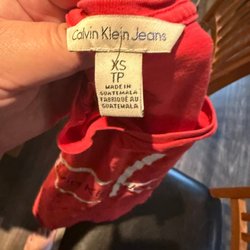 Calvin Klein Jeans
XS
TP
MADE IN
GUATEMALA
FABRIQUÉ AU
GUATEMALA